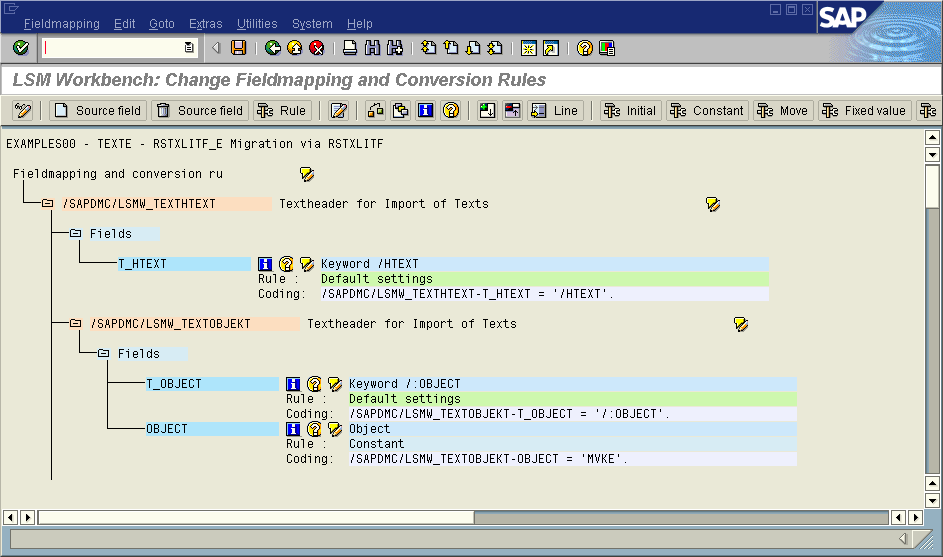 Fieldmapping Edit Goto Extras Utilities System Help
SAP
LSM Workbench: Change Fieldmapping and Conversion Rules
Source field Source field Rule Line Initial Constant Move Fixed value
EXAMPLES00 - TEXTE - RSTXLITF_E Migration via RSTXLITF
Fieldmapping and conversion ru
/SAPDMC/LSMW_TEXTHTEXT Textheader for Import of Texts
Fields
T_HTEXT Keyword /HTEXT
Rule : Default settings
Coding: /SAPDMC/LSMW_TEXTHTEXT-T_HTEXT = '/HTEXT'.
/SAPDMC/LSMW_TEXTOBJEKT Textheader for Import of Texts
Fields
T_OBJECT Keyword /:OBJECT
Rule : Default settings
Coding: /SAPDMC/LSMW_TEXTOBJEKT-T_OBJECT = '/:OBJECT'.
OBJECT Object
Rule : Constant
Coding: /SAPDMC/LSMW_TEXTOBJEKT-OBJECT = 'MVKE'.